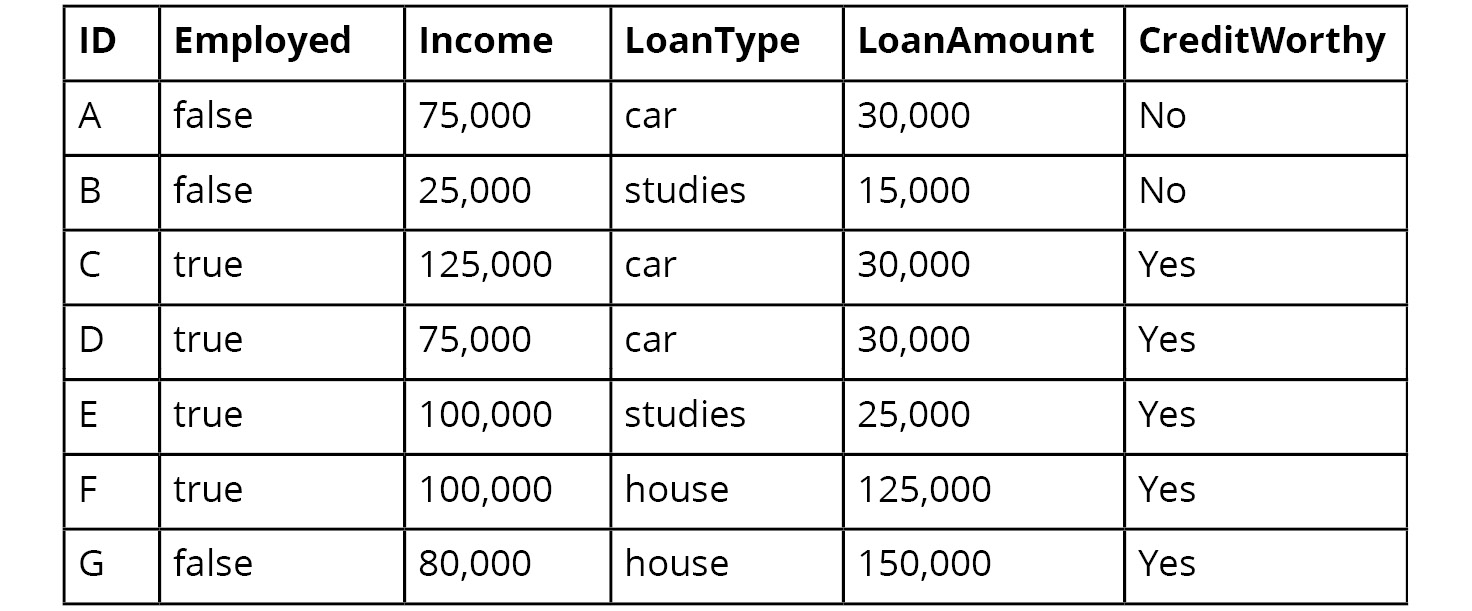 ID Employed Income LoanType LoanAmount CreditWorthy
A false 75,000 car 30,000 No
B false 25,000 studies 15,000 No
C true 125,000 car 30,000 Yes
D true 75,000 car 30,000 Yes
E true 100,000 studies 25,000 Yes
F true 100,000 house 125,000 Yes
G false 80,000 house 150,000 Yes